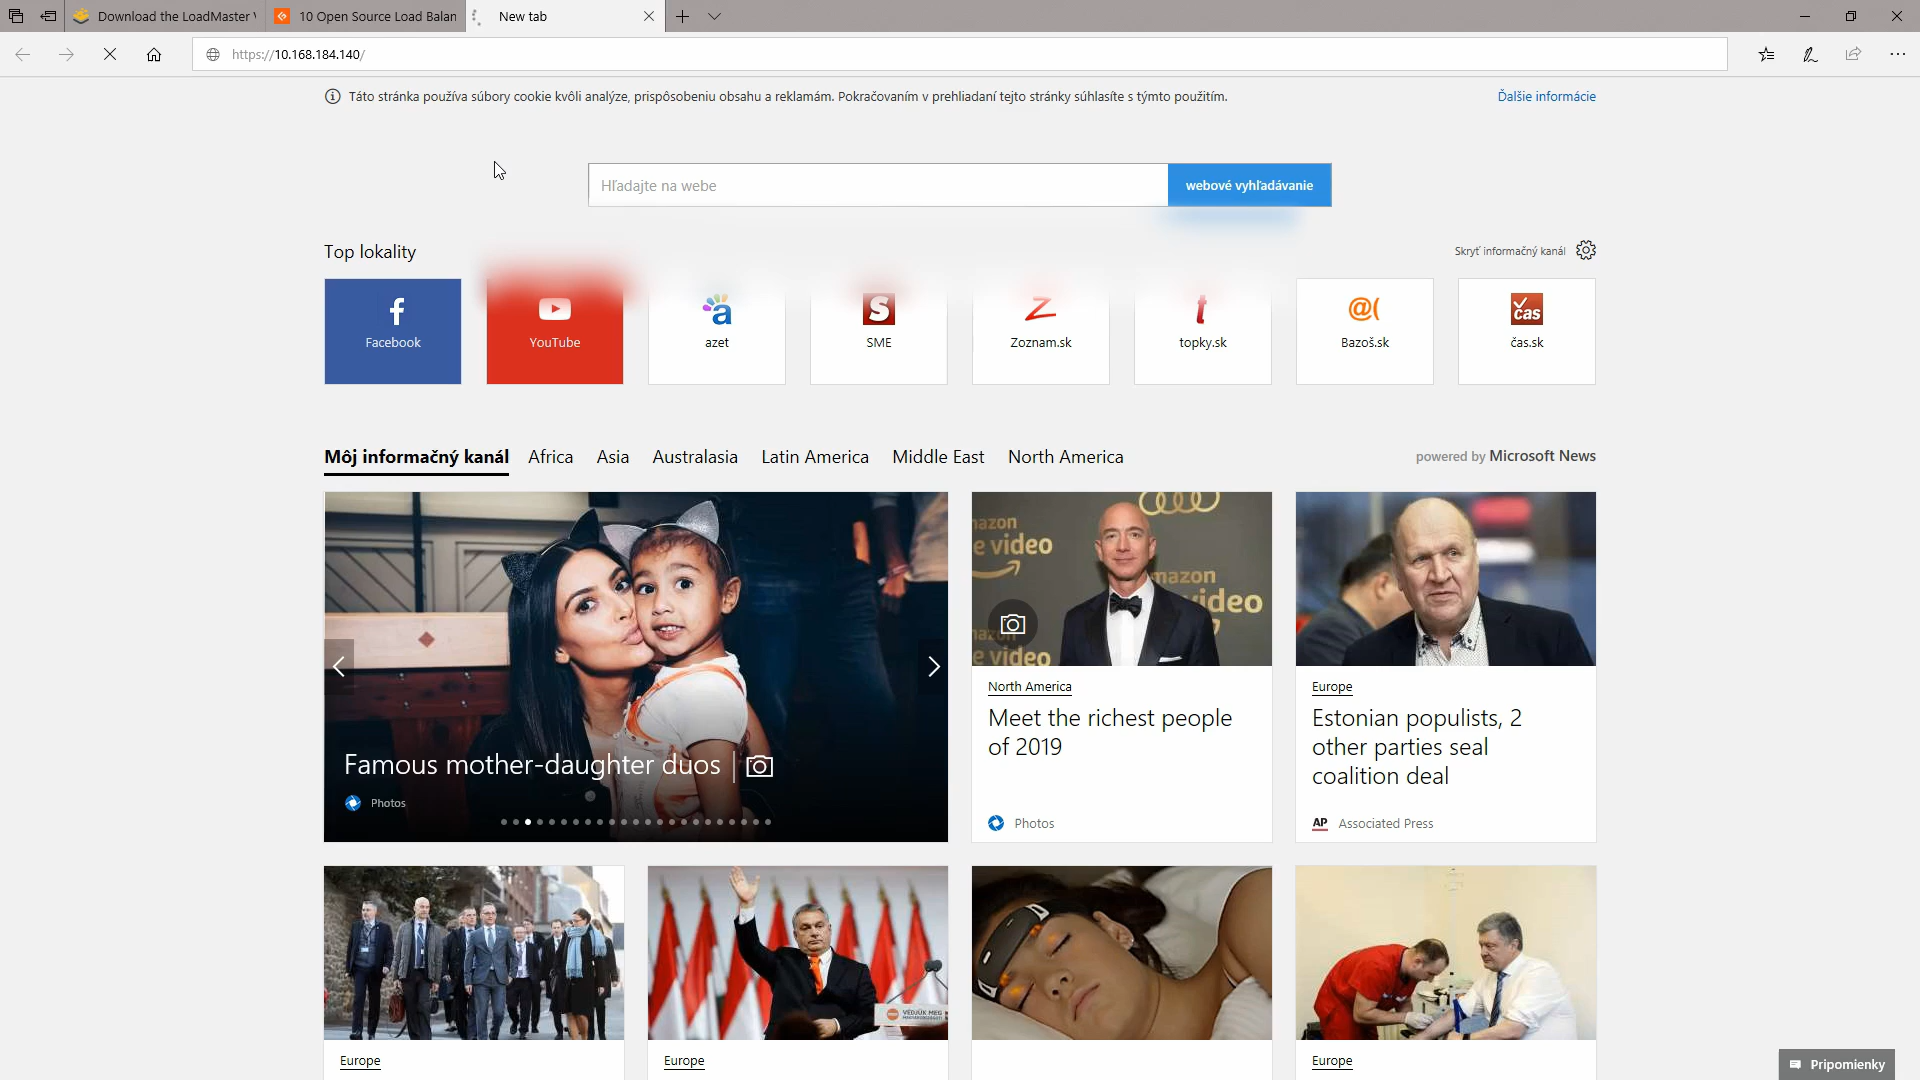 Download the LoadMaster V
10 Open Source Load Balan
New tab
https://10.168.184.140/
Táto stránka používa súbory cookie kvôli analýze, prispôsobeniu obsahu a reklamám. Pokračovaním v prehliadaní tejto stránky súhlasíte s týmto použitím.
Ďalšie informácie
Hľadajte na webe
webové vyhľadávanie
Top lokality
Skryť informačný kanál
Facebook
YouTube
azet
SME
Zoznam.sk
topky.sk
Bazoš.sk
čas.sk
Môj informačný kanál
Africa
Asia
Australasia
Latin America
Middle East
North America
powered by Microsoft News
Famous mother-daughter duos
Photos
North America
Meet the richest people
of 2019
Photos
Europe
Estonian populists, 2
other parties seal
coalition deal
AP Associated Press
VÉDJÜK MEG
Europe
Europe
Europe
Pripomienky